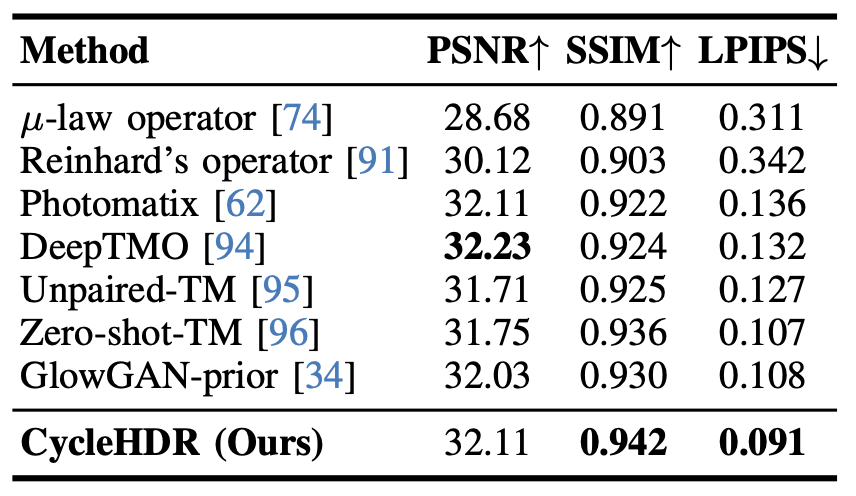 Method PSNR↑ SSIM↑ LPIPS↓
μ-law operator [74] 28.68 0.891 0.311
Reinhard's operator [91] 30.12 0.903 0.342
Photomatix [62] 32.11 0.922 0.136
DeepTMO [94] 32.23 0.924 0.132
Unpaired-TM [95] 31.71 0.925 0.127
Zero-shot-TM [96] 31.75 0.936 0.107
GlowGAN-prior [34] 32.03 0.930 0.108
CycleHDR (Ours) 32.11 0.942 0.091